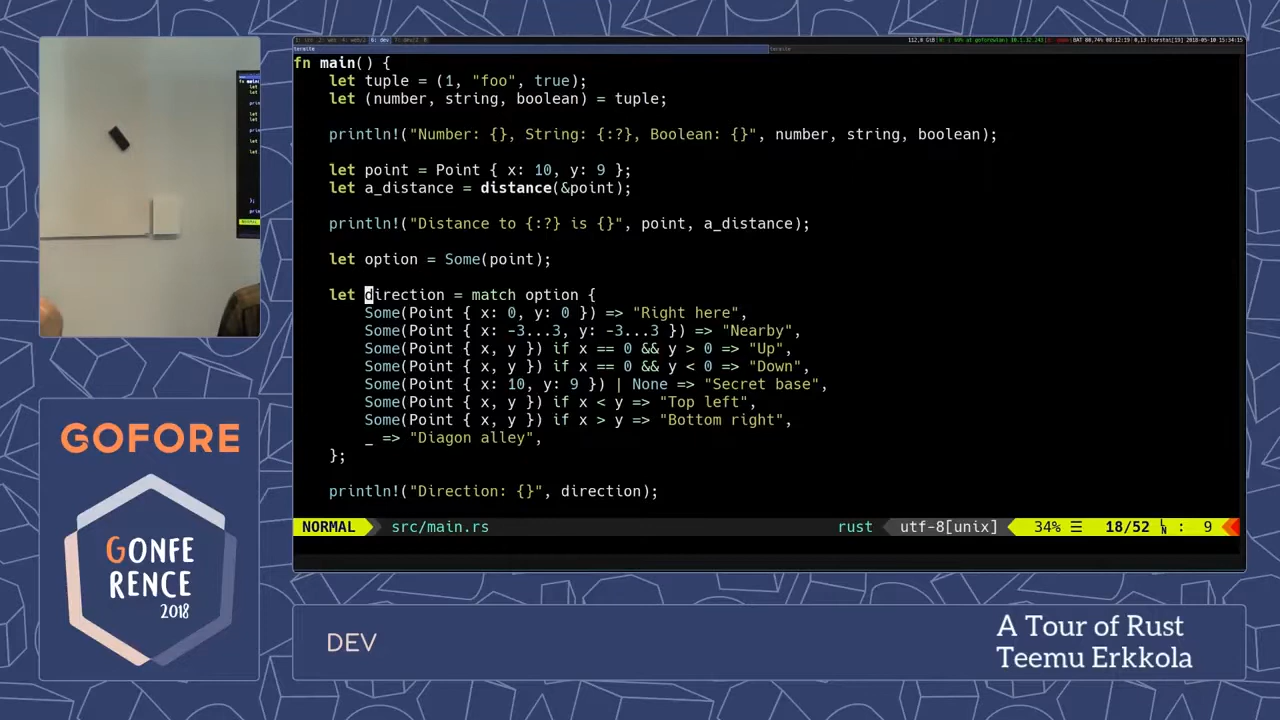 fn main() {
let tuple = (1, "foo", true);
let (number, string, boolean) = tuple;
println!("Number: {}, String: {:?}, Boolean: {}", number, string, boolean);
let point = Point { x: 10, y: 9 };
let a_distance = distance(&point);
println!("Distance to {:?} is {}", point, a_distance);
let option = Some(point);
let direction = match option {
Some(Point { x: 0, y: 0 }) => "Right here",
Some(Point { x: -3...3, y: -3...3 }) => "Nearby",
Some(Point { x, y }) if x == 0 && y > 0 => "Up",
Some(Point { x, y }) if x == 0 && y < 0 => "Down",
Some(Point { x: 10, y: 9 }) | None => "Secret base",
Some(Point { x, y }) if x < y => "Top left",
Some(Point { x, y }) if x > y => "Bottom right",
_ => "Diagon alley",
};
println!("Direction: {}", direction);
NORMAL src/main.rs rust utf-8[unix] 34% ☰ 18/52 : 9
GOFORE
GONFE
RENCE
2018
DEV
A Tour of Rust
Teemu Erkkola